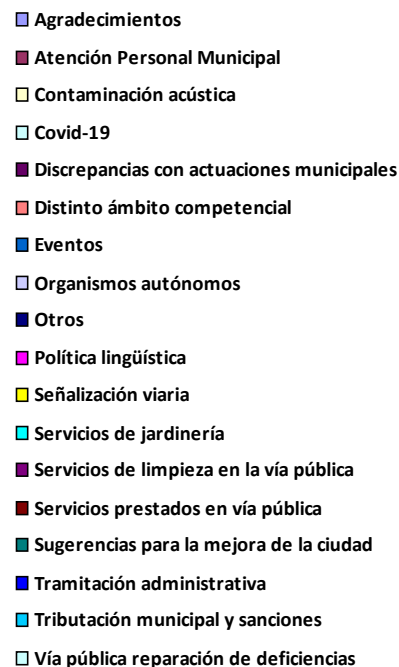 Agradecimientos
Atención Personal Municipal
Contaminación acústica
Covid-19
Discrepancias con actuaciones municipales
Distinto ámbito competencial
Eventos
Organismos autónomos
Otros
Política lingüística
Señalización viaria
Servicios de jardinería
Servicios de limpieza en la vía pública
Servicios prestados en vía pública
Sugerencias para la mejora de la ciudad
Tramitación administrativa
Tributación municipal y sanciones
Vía pública reparación de deficiencias